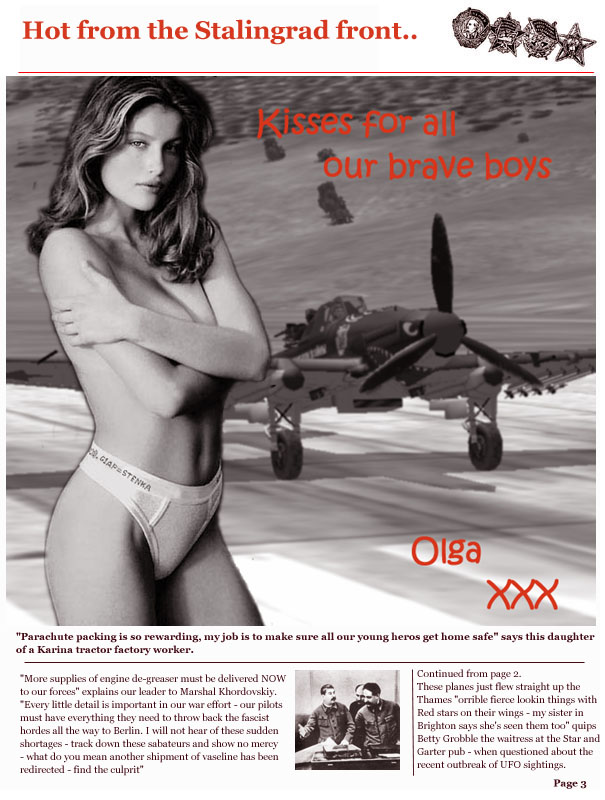 Hot from the Stalingrad front..
Kisses for all
our brave boys
Olga
XXX
"Parachute packing is so rewarding, my job is to make sure all our young heros get home safe" says this daughter
of a Karina tractor factory worker.
"More supplies of engine de-greaser must be delivered NOW
to our forces" explains our leader to Marshal Khordovskiy.
"Every little detail is important in our war effort - our pilots
must have everything they need to throw back the fascist
hordes all the way to Berlin. I will not hear of these sudden
shortages - track down these sabateurs and show no mercy
- what do you mean another shipment of vaseline has been
redirected - find the culprit"
Continued from page 2.
These planes just flew straight up the
Thames "orrible fierce lookin things with
Red stars on their wings - my sister in
Brighton says she's seen them too" quips
Betty Grobble the waitress at the Star and
Garter pub - when questioned about the
recent outbreak of UFO sightings.
Page 3